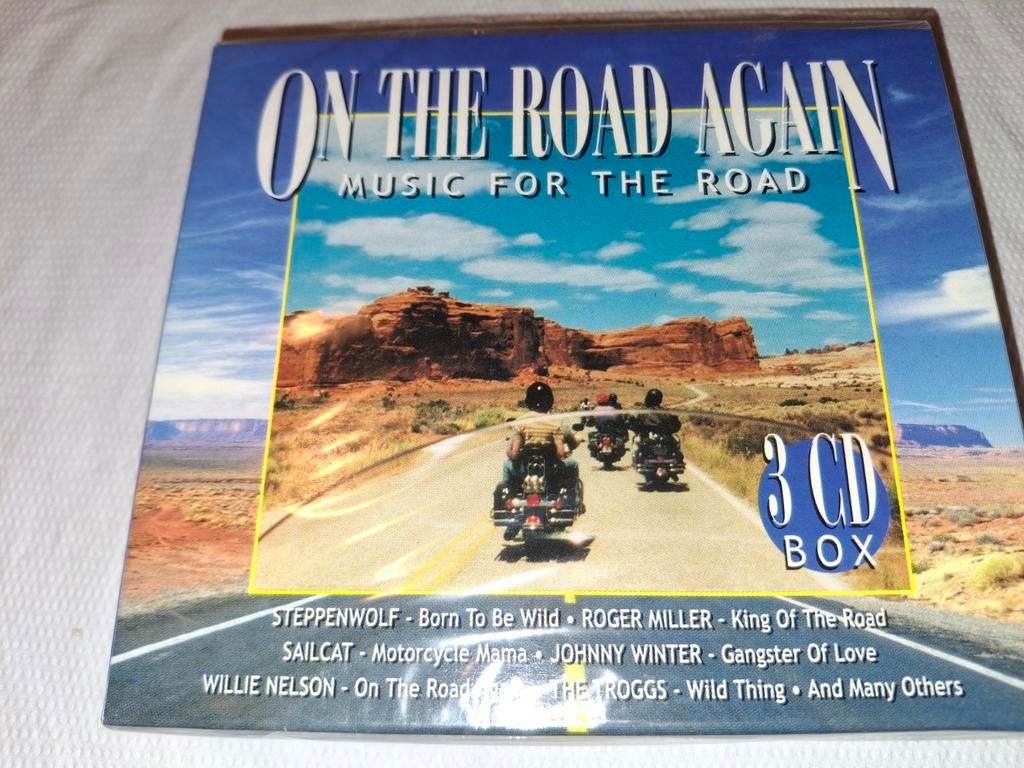 ON THE ROAD AGAIN
MUSIC FOR THE ROAD
3 CD
BOX
STEPPENWOLF - Born To Be Wild • ROGER MILLER - King Of The Road
SAILCAT - Motorcycle Mama • JOHNNY WINTER - Gangster Of Love
WILLIE NELSON - On The Road THE TROGGS - Wild Thing • And Many Others